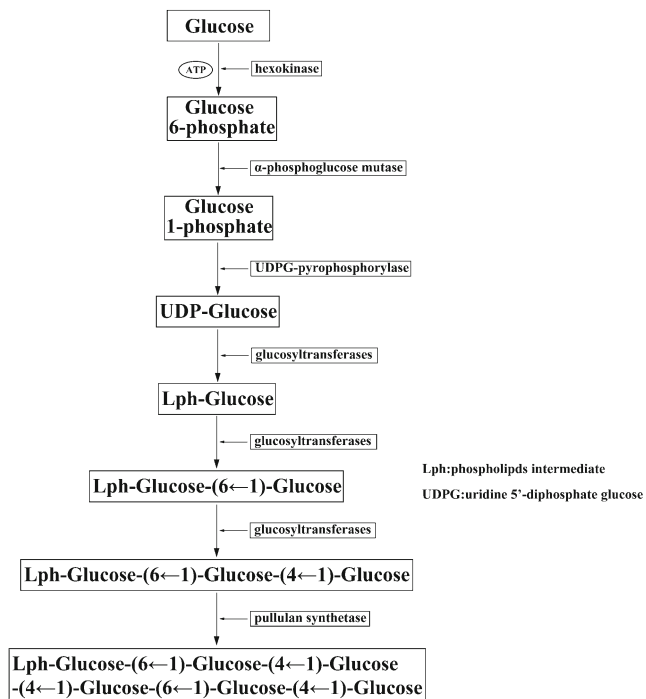 Glucose
ATP
hexokinase
Glucose
6-phosphate
α-phosphoglucose mutase
Glucose
1-phosphate
UDPG-pyrophosphorylase
UDP-Glucose
glucosyltransferases
Lph-Glucose
glucosyltransferases
Lph:phospholipds intermediate
Lph-Glucose-(6←1)-Glucose
UDPG:uridine 5’-diphosphate glucose
glucosyltransferases
Lph-Glucose-(6←1)-Glucose-(4←1)-Glucose
pullulan synthetase
Lph-Glucose-(6←1)-Glucose-(4←1)-Glucose
-(4←1)-Glucose-(6←1)-Glucose-(4←1)-Glucose